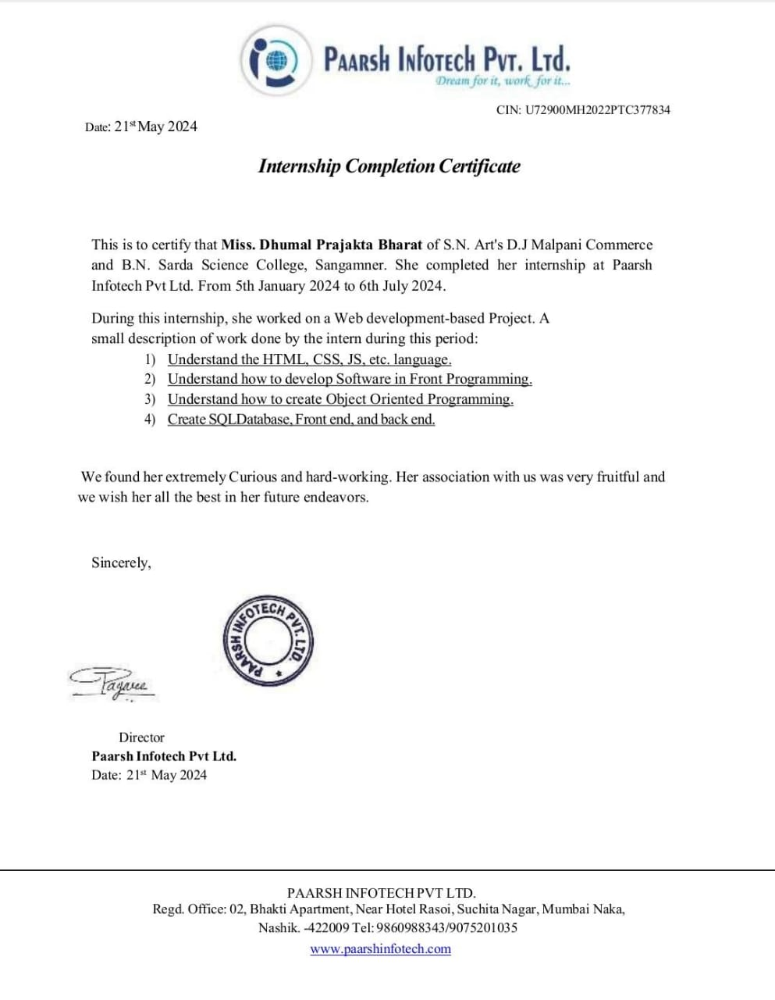 PAARSH INFOTECH PVT. LTD.
Dream for it, work for it...
CIN: U72900MH2022PTC377834
Date: 21st May 2024
Internship Completion Certificate
This is to certify that Miss. Dhumal Prajakta Bharat of S.N. Art's D.J Malpani Commerce
and B.N. Sarda Science College, Sangamner. She completed her internship at Paarsh
Infotech Pvt Ltd. From 5th January 2024 to 6th July 2024.
During this internship, she worked on a Web development-based Project. A
small description of work done by the intern during this period:
1) Understand the HTML, CSS, JS, etc. language.
2) Understand how to develop Software in Front Programming.
3) Understand how to create Object Oriented Programming.
4) Create SQLDatabase, Front end, and back end.
We found her extremely Curious and hard-working. Her association with us was very fruitful and
we wish her all the best in her future endeavors.
Sincerely,
PAARSH INFOTECH PVT. LTD.
Pagaree
Director
Paarsh Infotech Pvt Ltd.
Date: 21st May 2024
PAARSH INFOTECH PVT LTD.
Regd. Office: 02, Bhakti Apartment, Near Hotel Rasoi, Suchita Nagar, Mumbai Naka,
Nashik. -422009 Tel: 9860988343/9075201035
www.paarshinfotech.com